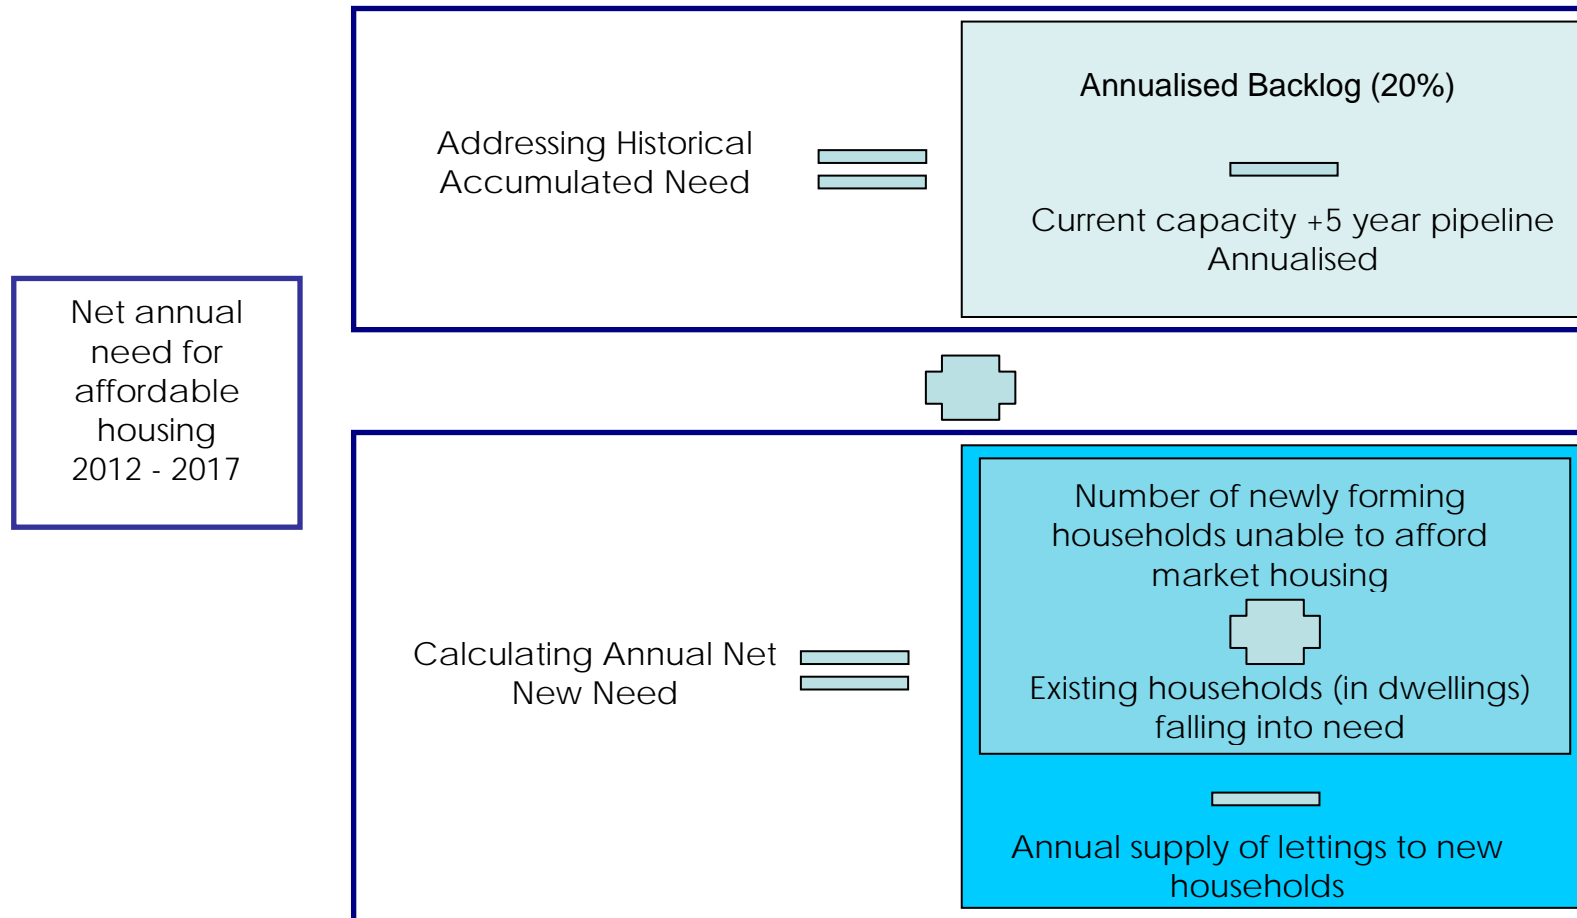 Net annual
need for
affordable
housing
2012 - 2017
Addressing Historical
Accumulated Need
Annualised Backlog (20%)
Current capacity +5 year pipeline
Annualised
Calculating Annual Net
New Need
Number of newly forming
households unable to afford
market housing
Existing households (in dwellings)
falling into need
Annual supply of lettings to new
households